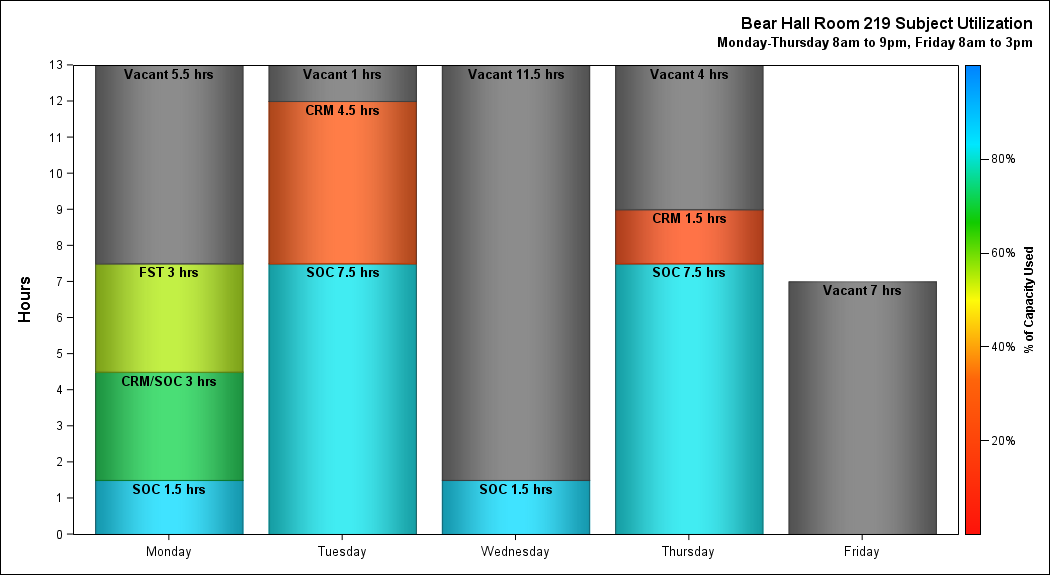 Bear Hall Room 219 Subject Utilization
Monday-Thursday 8am to 9pm, Friday 8am to 3pm
Hours
13
12
11
10
9
8
7
6
5
4
3
2
1
0
Vacant 5.5 hrs
FST 3 hrs
CRM/SOC 3 hrs
SOC 1.5 hrs
Vacant 1 hrs
CRM 4.5 hrs
SOC 7.5 hrs
Vacant 11.5 hrs
SOC 1.5 hrs
Vacant 4 hrs
CRM 1.5 hrs
SOC 7.5 hrs
Vacant 7 hrs
Monday
Tuesday
Wednesday
Thursday
Friday
80%
60%
40%
20%
% of Capacity Used